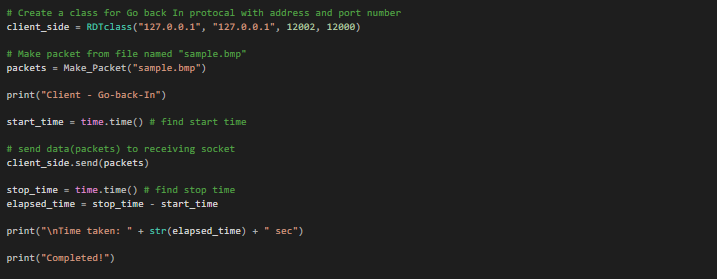 # Create a class for Go back In protocal with address and port number
client_side = RDTclass("127.0.0.1", "127.0.0.1", 12002, 12000)
# Make packet from file named "sample.bmp"
packets = Make_Packet("sample.bmp")
print("Client - Go-back-In")
start_time = time.time() # find start time
# send data(packets) to receiving socket
client_side.send(packets)
stop_time = time.time() # find stop time
elapsed_time = stop_time - start_time
print("\nTime taken: " + str(elapsed_time) + " sec")
print("Completed!")